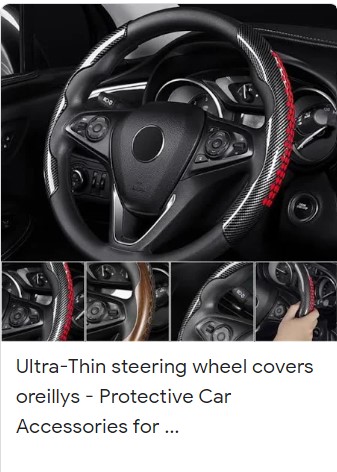 Ultra-Thin steering wheel covers
oreillys - Protective Car
Accessories for ...